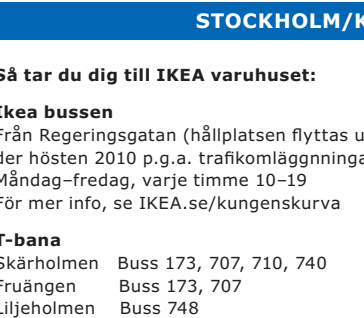 STOCKHOLM/K
Så tar du dig till IKEA varuhuset:
Ikea bussen
Från Regeringsgatan (hållplatsen flyttas u
der hösten 2010 p.g.a. trafikomläggnninga
Måndag–fredag, varje timme 10–19
För mer info, se IKEA.se/kungenskurva
T-bana
Skärholmen Buss 173, 707, 710, 740
Fruängen Buss 173, 707
Liljeholmen Buss 748